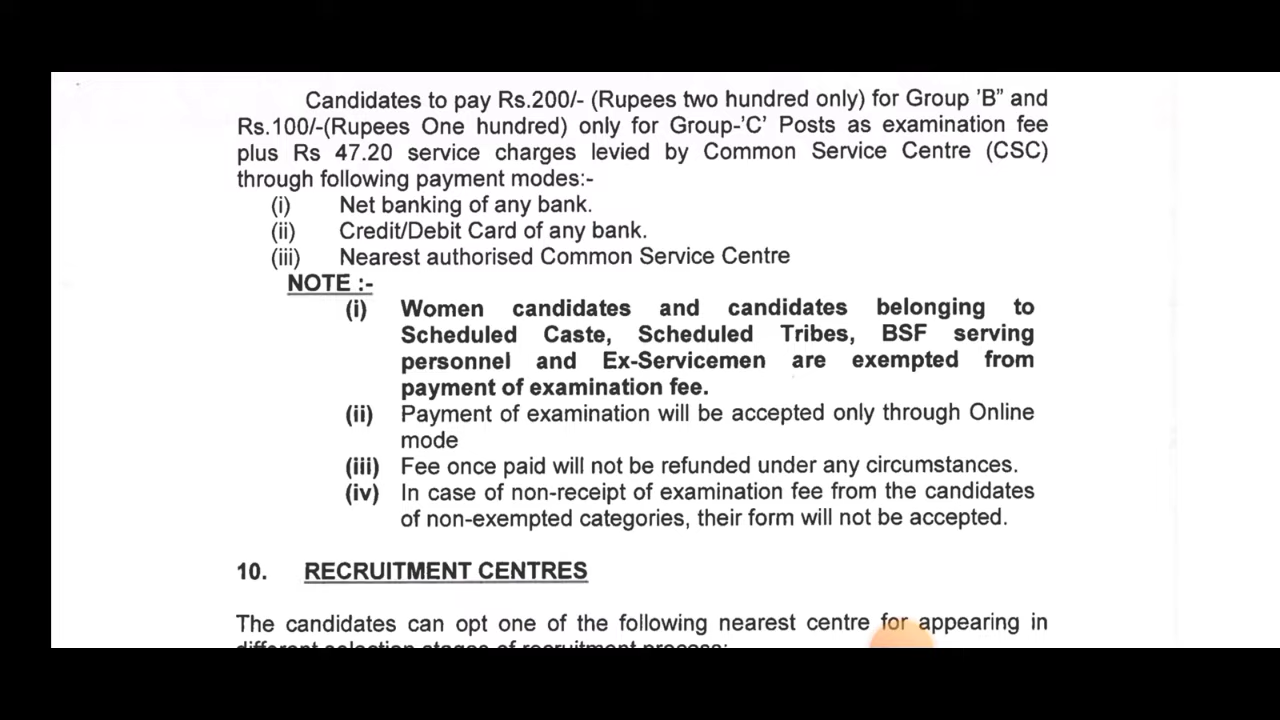 Candidates to pay Rs.200/- (Rupees two hundred only) for Group 'B" and
Rs.100/-(Rupees One hundred) only for Group-'C' Posts as examination fee
plus Rs 47.20 service charges levied by Common Service Centre (CSC)
through following payment modes:-
(i) Net banking of any bank.
(ii) Credit/Debit Card of any bank.
(iii) Nearest authorised Common Service Centre
NOTE :-
(i) Women candidates and candidates belonging to
Scheduled Caste, Scheduled Tribes, BSF serving
personnel and Ex-Servicemen are exempted from
payment of examination fee.
(ii) Payment of examination will be accepted only through Online
mode
(iii) Fee once paid will not be refunded under any circumstances.
(iv) In case of non-receipt of examination fee from the candidates
of non-exempted categories, their form will not be accepted.
10. RECRUITMENT CENTRES
The candidates can opt one of the following nearest centre for appearing in
different selection stages of recruitment process: